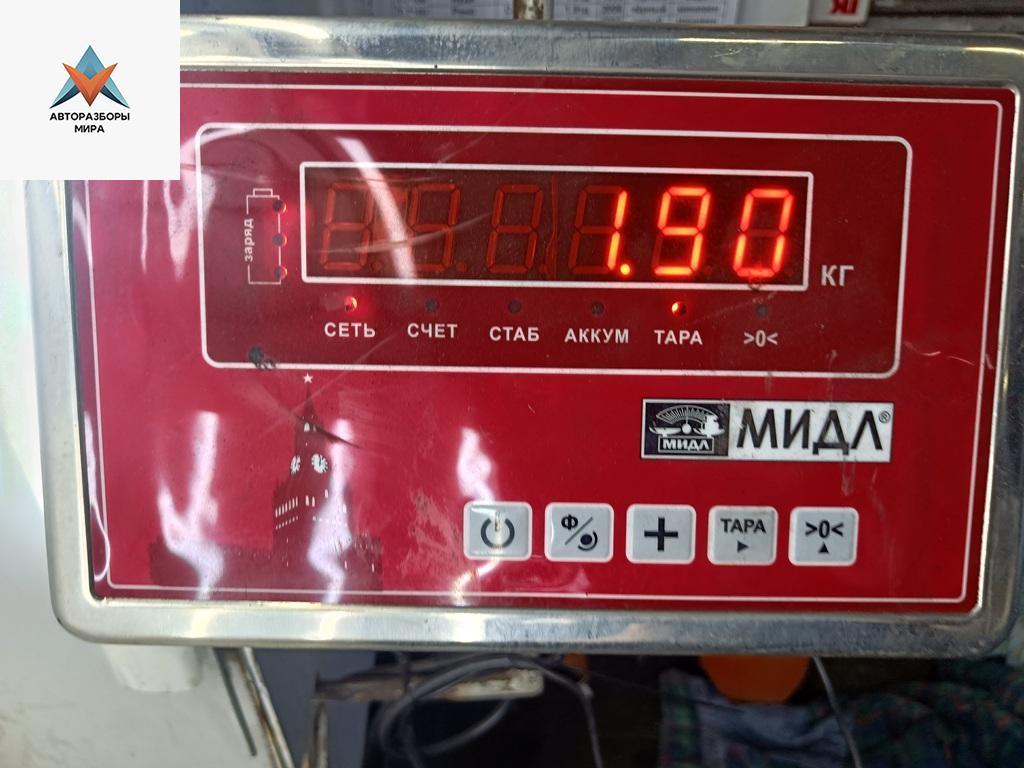 АВТОРАЗБОРЫ
МИРА
заряд
1.90
КГ
СЕТЬ СЧЕТ СТАБ АККУМ ТАРА >0<
МИДЛ
МИДЛ®
Ф ТАРА >0<